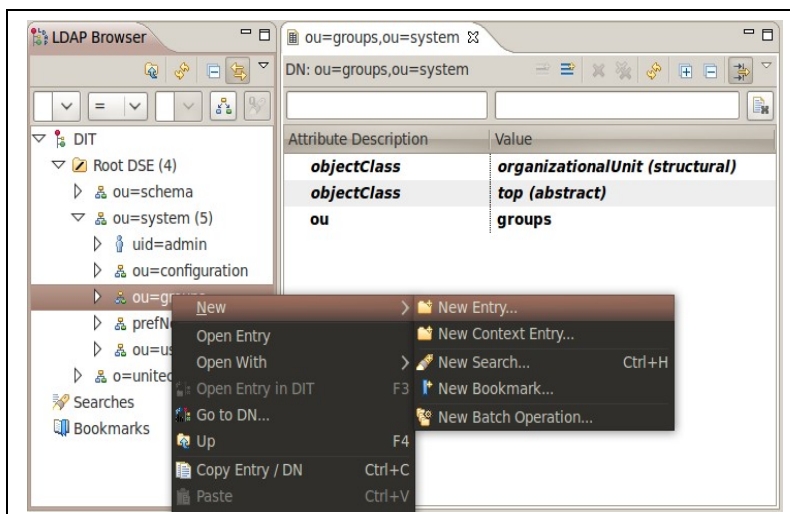 LDAP Browser
ou=groups,ou=system
DN: ou=groups,ou=system
=
Attribute Description Value
objectClass organizationalUnit (structural)
objectClass top (abstract)
ou groups
DIT
Root DSE (4)
ou=schema
ou=system (5)
uid=admin
ou=configuration
ou=gr
prefN
ou=us
o=united
Searches
Bookmarks
New
Open Entry
Open With
Open Entry in DIT F3
Go to DN...
Up F4
Copy Entry / DN Ctrl+C
Paste Ctrl+V
New Entry...
New Context Entry...
New Search... Ctrl+H
New Bookmark...
New Batch Operation...